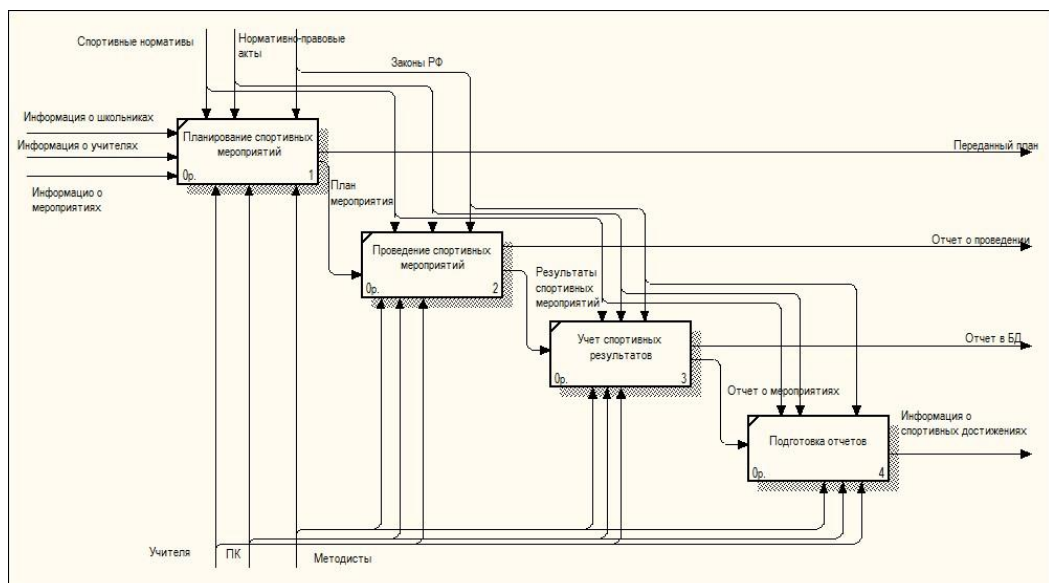 Спортивные нормативы
Нормативно-правовые
акты
Законы РФ
Информация о школьниках
Информация о учителях
Информацио о
мероприятиях
Планирование спортивных
мероприятий
0р.
1
Переданный план
План
мероприятия
Проведение спортивных
мероприятий
0р.
2
Отчет о проведении
Результаты
спортивных
мероприятий
Учет спортивных
результатов
0р.
3
Отчет в БД
Отчет о мероприятиях
Подготовка отчетов
0р.
4
Информация о
спортивных достижениях
Учителя
ПК
Методисты